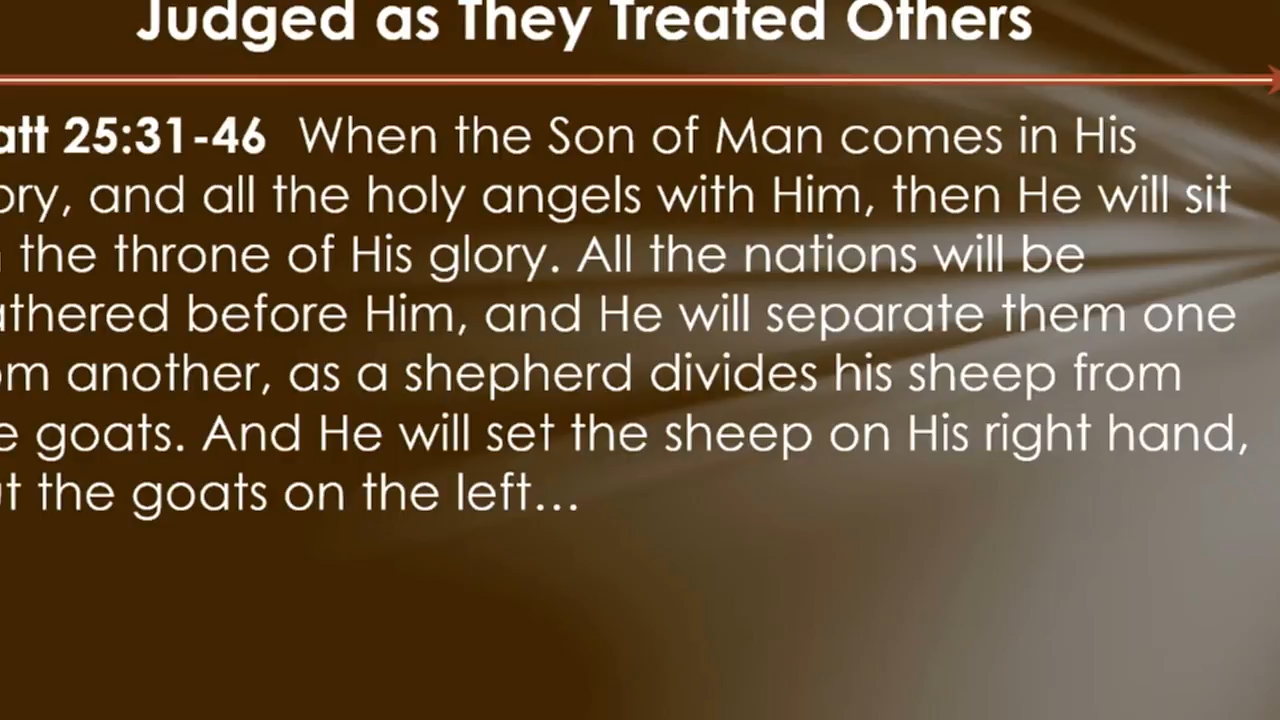 Judged as They Treated Others
att 25:31-46 When the Son of Man comes in His
ory, and all the holy angels with Him, then He will sit
the throne of His glory. All the nations will be
athered before Him, and He will separate them one
om another, as a shepherd divides his sheep from
e goats. And He will set the sheep on His right hand,
ut the goats on the left…